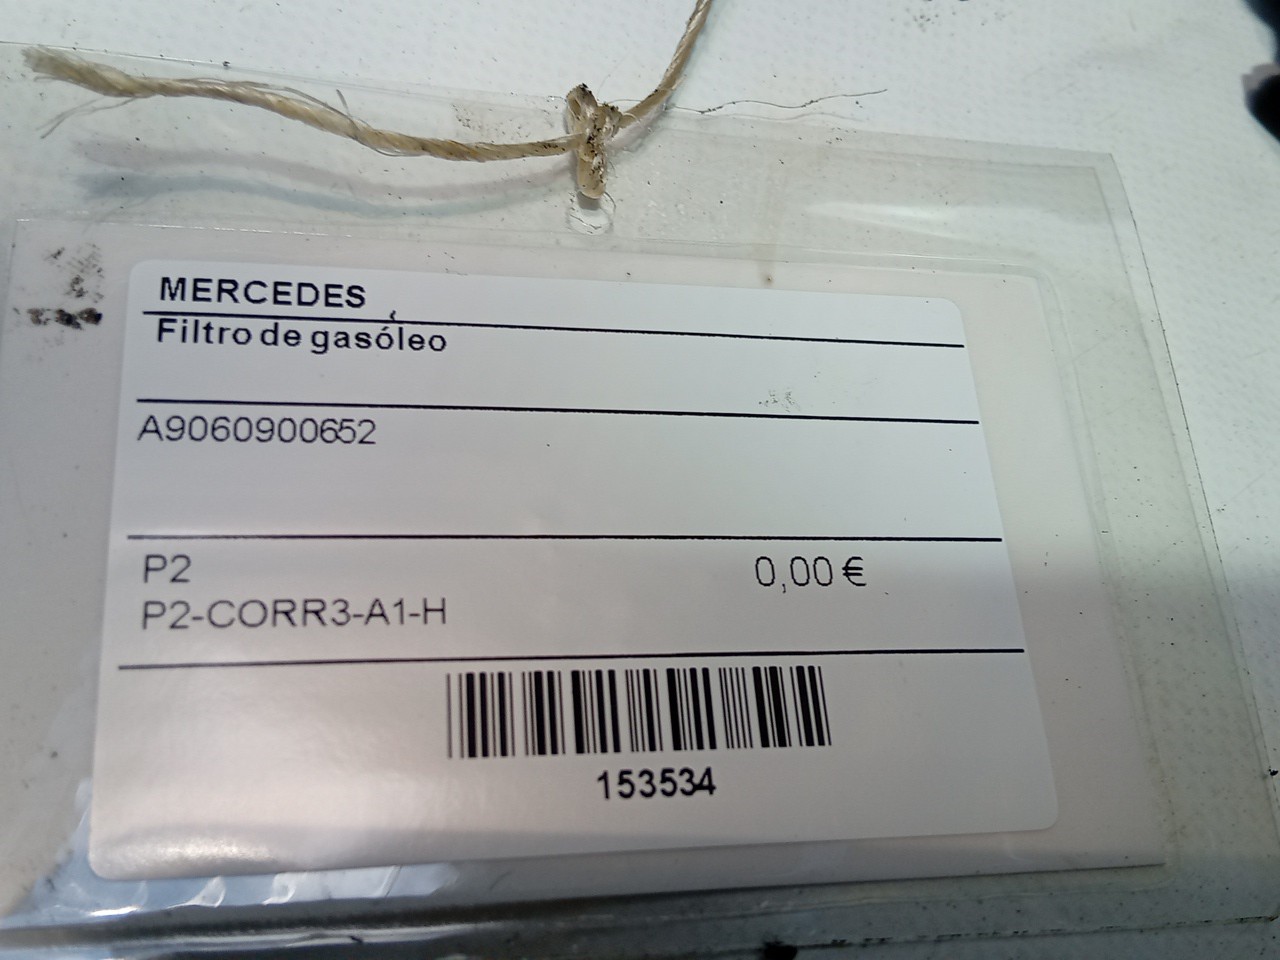 MERCEDES
Filtro de gasóleo
A9060900652
P2
0,00 €
P2-CORR3-A1-H
153534